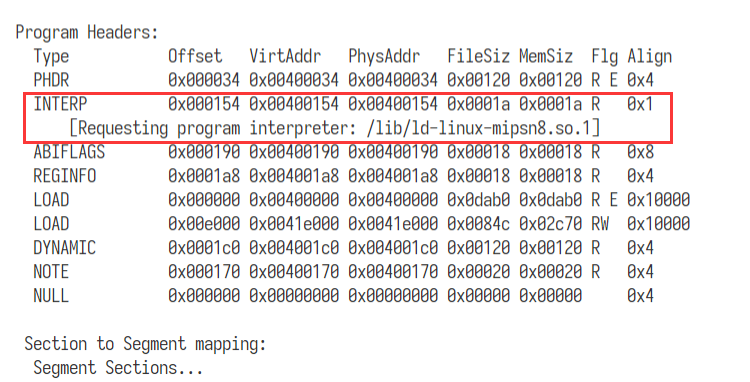 Program Headers:
Type Offset VirtAddr PhysAddr FileSiz MemSiz Flg Align
PHDR 0x000034 0x00400034 0x00400034 0x00120 0x00120 R E 0x4
INTERP 0x000154 0x00400154 0x00400154 0x0001a 0x0001a R 0x1
[Requesting program interpreter: /lib/ld-linux-mipsn8.so.1]
ABIFLAGS 0x000190 0x00400190 0x00400190 0x00018 0x00018 R 0x8
REGINFO 0x0001a8 0x004001a8 0x004001a8 0x00018 0x00018 R 0x4
LOAD 0x000000 0x00400000 0x00400000 0x0dab0 0x0dab0 R E 0x10000
LOAD 0x00e000 0x0041e000 0x0041e000 0x0084c 0x02c70 RW 0x10000
DYNAMIC 0x0001c0 0x004001c0 0x004001c0 0x00120 0x00120 R 0x4
NOTE 0x000170 0x00400170 0x00400170 0x00020 0x00020 R 0x4
NULL 0x000000 0x00000000 0x00000000 0x00000 0x00000 0x4
Section to Segment mapping:
Segment Sections...